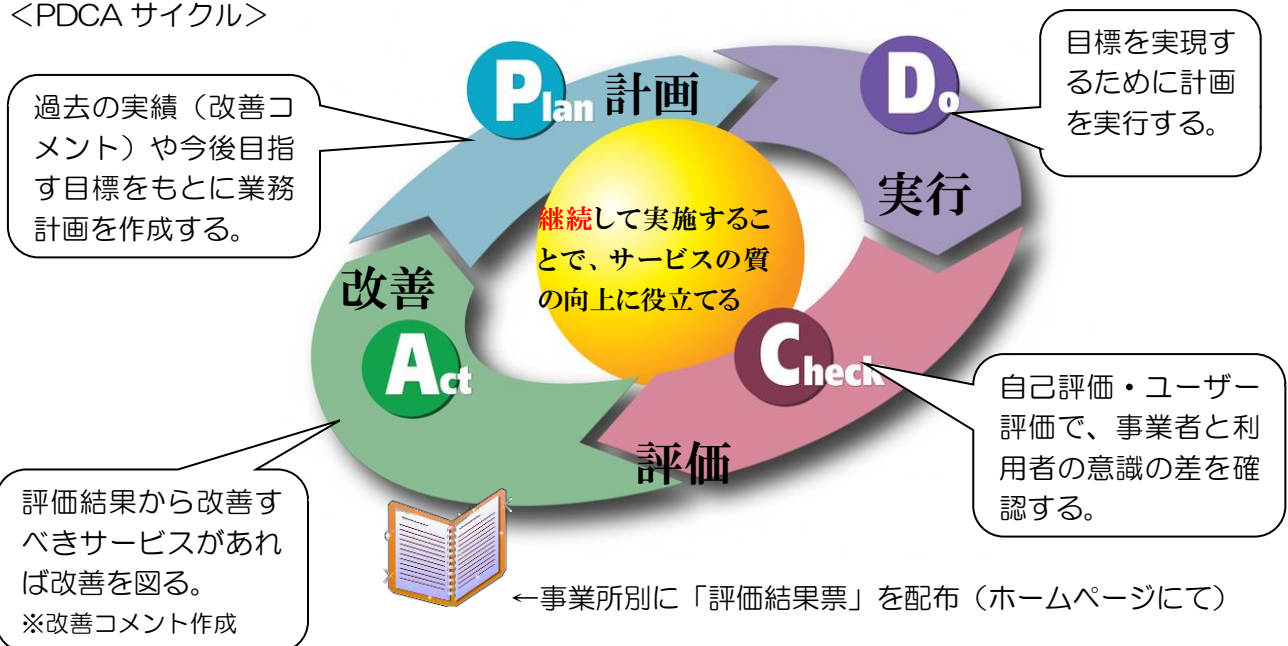 <PDCA サイクル>
Plan 計画
過去の実績（改善コ
メント）や今後目指
す目標をもとに業務
計画を作成する。
Do
実行
目標を実現す
るために計画
を実行する。
継続して実施するこ
とで、サービスの質
の向上に役立てる
Check
評価
自己評価・ユーザー
評価で、事業者と利
用者の意識の差を確
認する。
改善
Act
評価結果から改善す
べきサービスがあれ
ば改善を図る。
※改善コメント作成
←事業所別に「評価結果票」を配布（ホームページにて）